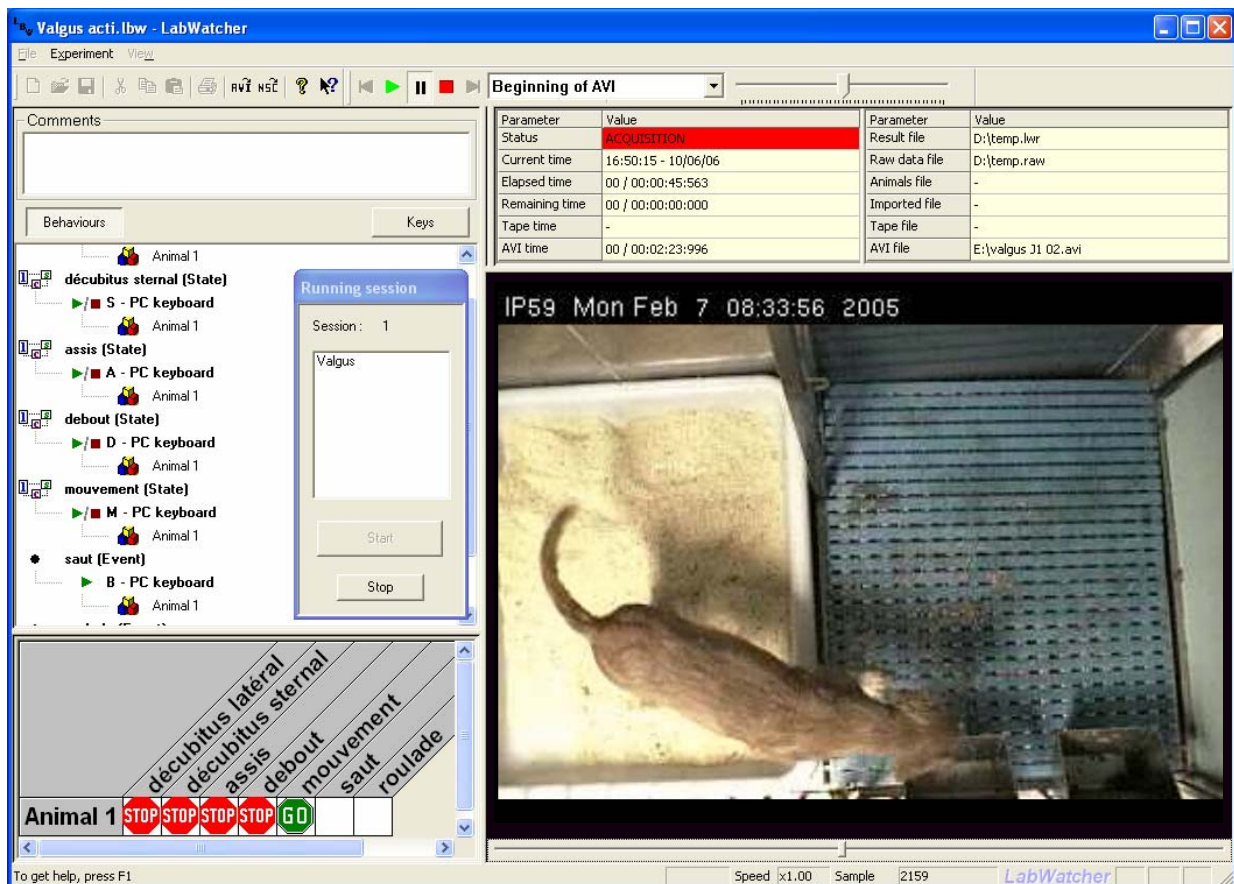 Valgus acti.lbw - LabWatcher
File Experiment View
Beginning of AVI
Comments
Behaviours Keys
Animal 1
décubitus sternal (State)
S - PC keyboard
Animal 1
assis (State)
A - PC keyboard
Animal 1
debout (State)
D - PC keyboard
Animal 1
mouvement (State)
M - PC keyboard
Animal 1
saut (Event)
B - PC keyboard
Animal 1
Running session
Session : 1
Valgus
Start
Stop
Parameter Value
Status ACQUISITION
Current time 16:50:15 - 10/06/06
Elapsed time 00 / 00:00:45:563
Remaining time 00 / 00:00:00:000
Tape time -
AVI time 00 / 00:02:23:996
Parameter Value
Result file D:\temp.lwr
Raw data file D:\temp.raw
Animals file -
Imported file -
Tape file -
AVI file E:\valgus J1 02.avi
IP59 Mon Feb 7 08:33:56 2005
décubitus latéral
décubitus sternal
assis
debout
mouvement
saut
roulade
Animal 1 STOP STOP STOP STOP GO
To get help, press F1
Speed x1.00 Sample 2159 LabWatcher